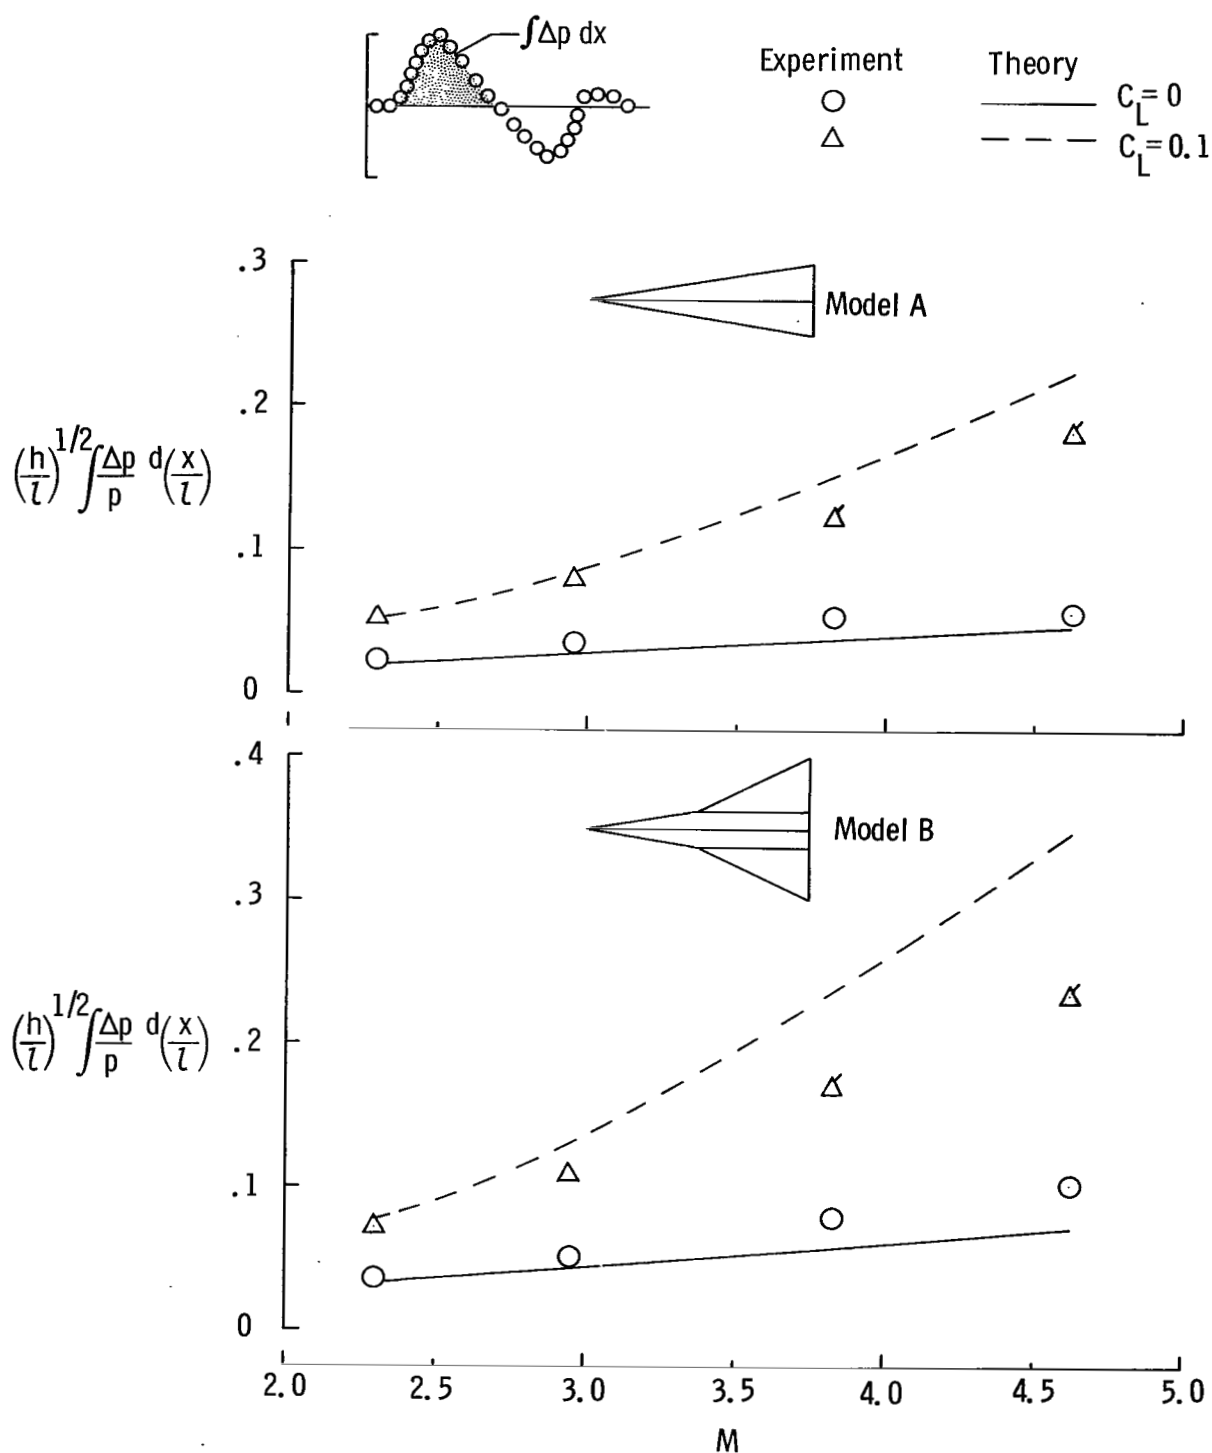 ∫Δp dx
Experiment Theory
C_L=0
C_L=0.1
.3
Model A
.2
(h/l)^1/2 ∫Δp/p d(x/l)
.1
0
.4
Model B
.3
(h/l)^1/2 ∫Δp/p d(x/l)
.2
.1
0
2.0 2.5 3.0 3.5 4.0 4.5 5.0
M